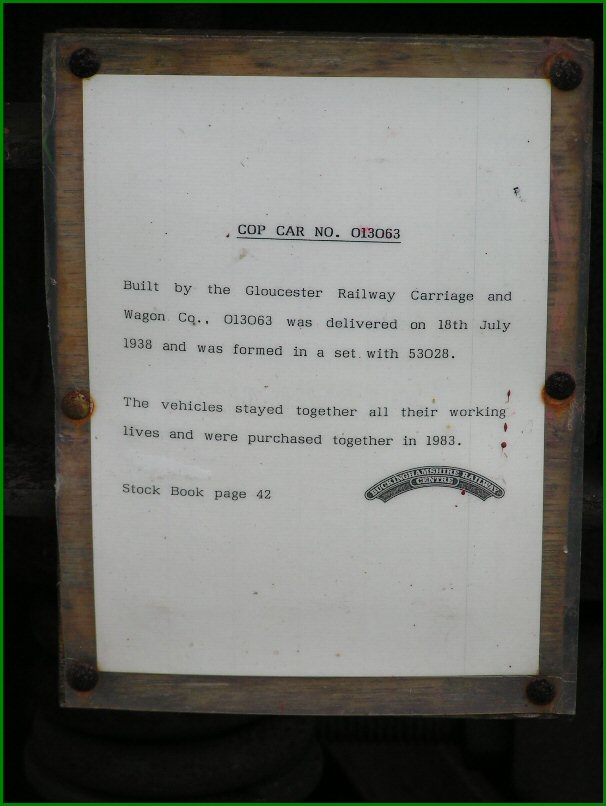 COP CAR NO. 013063
Built by the Gloucester Railway Carriage and
Wagon Co., 013063 was delivered on 18th July
1938 and was formed in a set with 53028.
The vehicles stayed together all their working
lives and were purchased together in 1983.
Stock Book page 42
BUCKINGHAMSHIRE RAILWAY
CENTRE